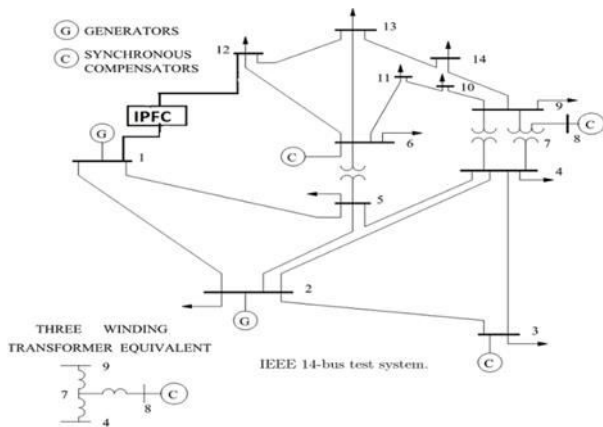 G GENERATORS
C SYNCHRONOUS
COMPENSATORS
12
13
14
11
10
9
IPFC
G
1
C
6
7
8
C
4
5
2
G
3
C
THREE WINDING
TRANSFORMER EQUIVALENT
9
7
8
C
4
IEEE 14-bus test system.